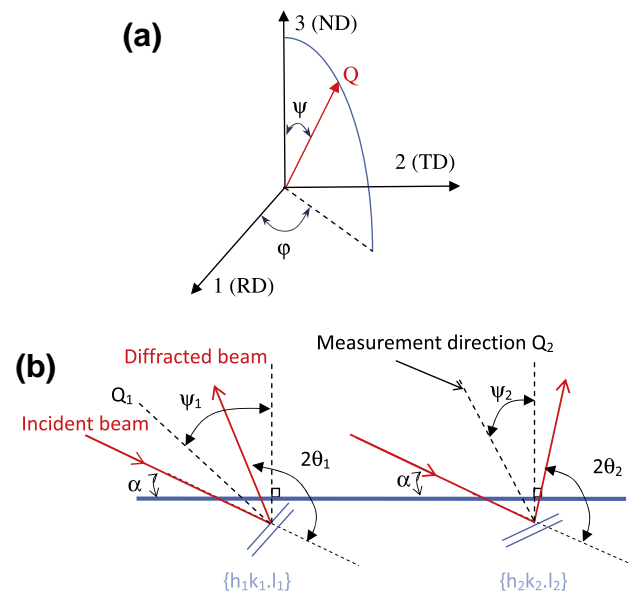 (a)
3 (ND)
Q
ψ
2 (TD)
φ
1 (RD)
(b)
Diffracted beam
Measurement direction Q₂
Q₁
ψ₁
ψ₂
Incident beam
α
2θ₁
α
2θ₂
{h₁k₁.l₁}
{h₂k₂.l₂}